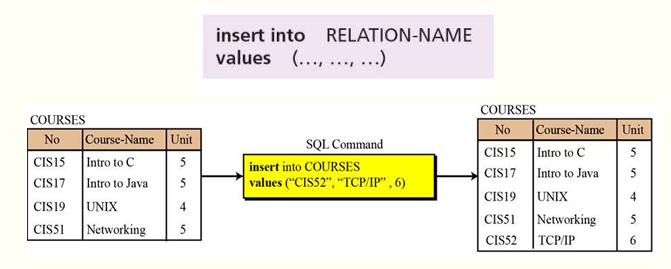 insert into RELATION-NAME
values (..., ..., ...)
COURSES
No Course-Name Unit
CIS15 Intro to C 5
CIS17 Intro to Java 5
CIS19 UNIX 4
CIS51 Networking 5
SQL Command
insert into COURSES
values (“CIS52”, “TCP/IP” , 6)
COURSES
No Course-Name Unit
CIS15 Intro to C 5
CIS17 Intro to Java 5
CIS19 UNIX 4
CIS51 Networking 5
CIS52 TCP/IP 6